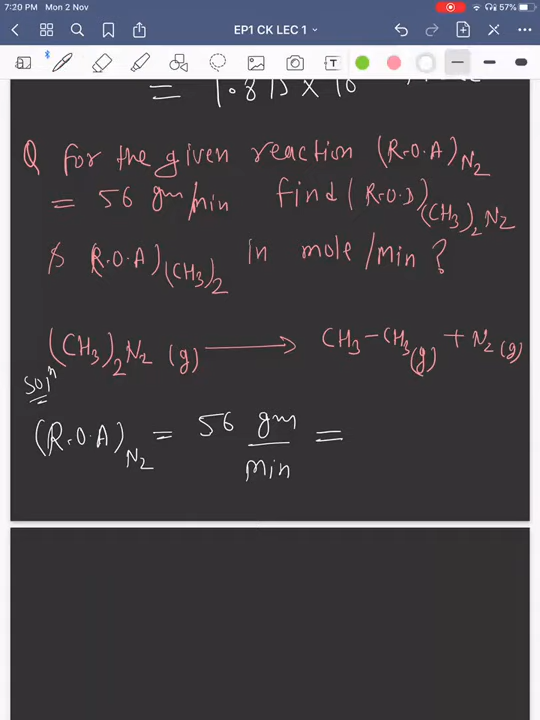 7:20 PM Mon 2 Nov
57%
EP1 CK LEC 1
T
Q for the given reaction (R.O.A)N2
= 56 gm/min find (R.O.D)(CH3)2N2
& (R.O.A)(CH3)2 in mole/min?
(CH3)2N2 (g) → CH3-CH3(g) + N2(g)
Solⁿ
(R.O.A)N2 = 56 gm/min =